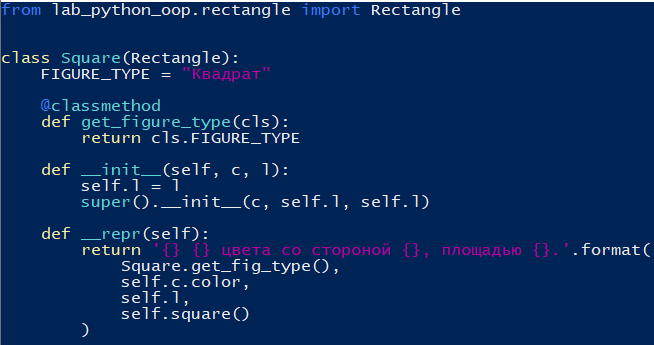 from lab_python_oop.rectangle import Rectangle
class Square(Rectangle):
    FIGURE_TYPE = "Квадрат"
    @classmethod
    def get_figure_type(cls):
        return cls.FIGURE_TYPE
    def __init__(self, c, l):
        self.l = l
        super().__init__(c, self.l, self.l)
    def __repr(self):
        return '{} {} цвета со стороной {}, площадью {}.'.format(
            Square.get_fig_type(),
            self.c.color,
            self.l,
            self.square()
        )